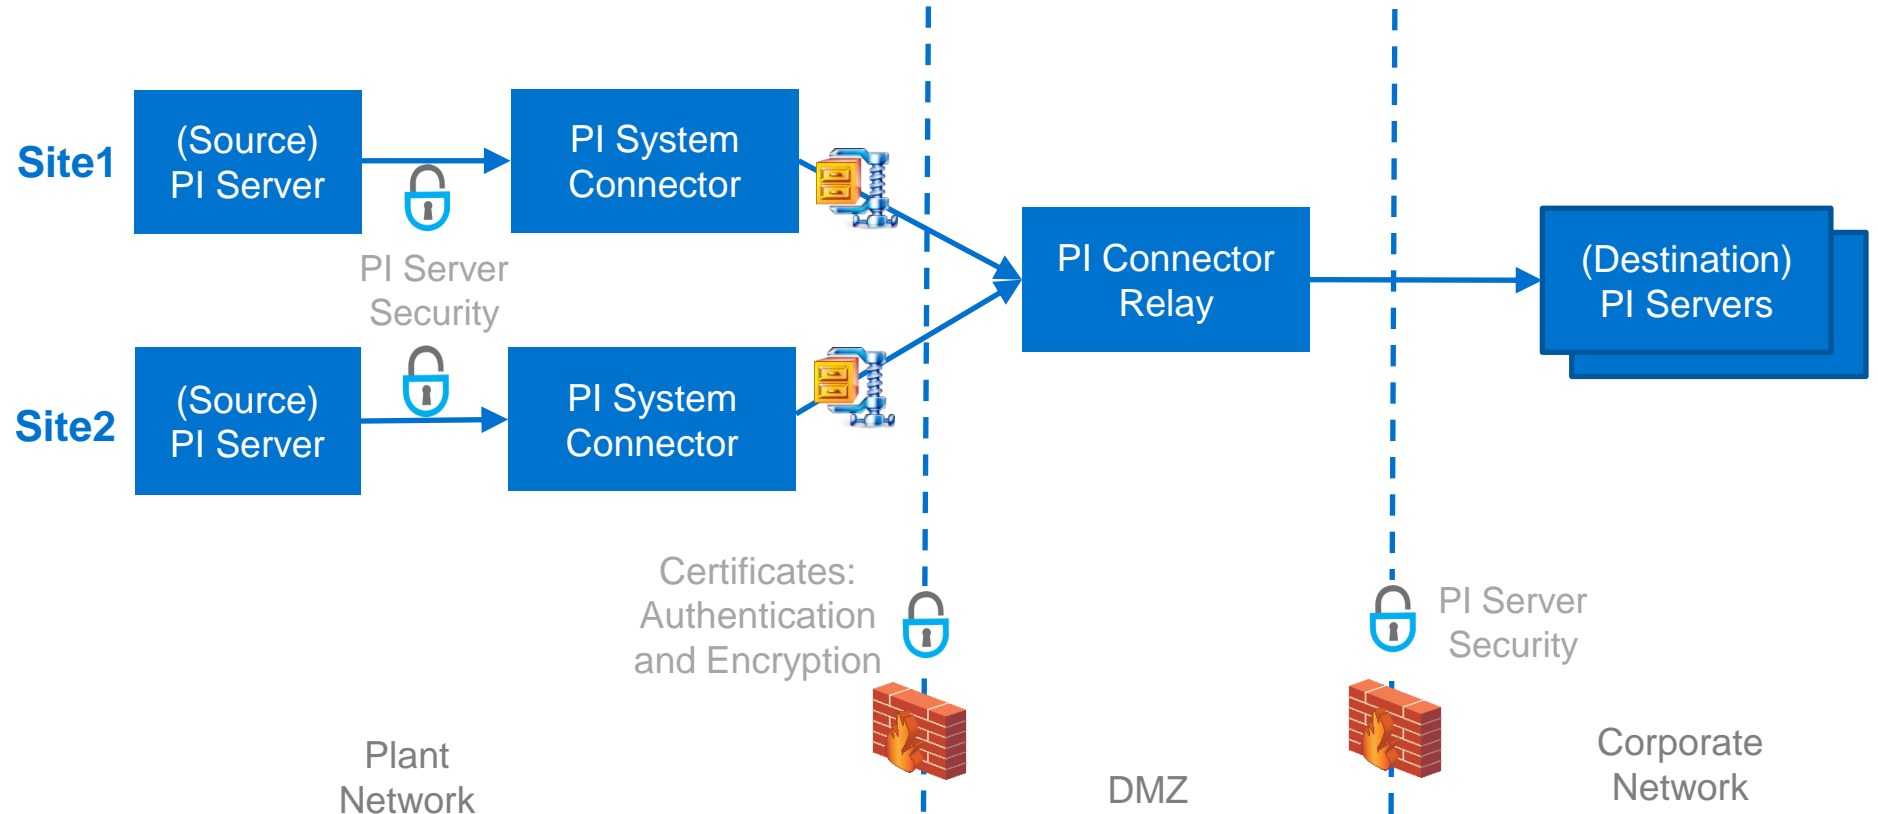 Site1
(Source)
PI Server
PI System
Connector
PI Server
Security
Site2
(Source)
PI Server
PI System
Connector
PI Connector
Relay
(Destination)
PI Servers
Certificates:
Authentication
and Encryption
PI Server
Security
Plant
Network
DMZ
Corporate
Network